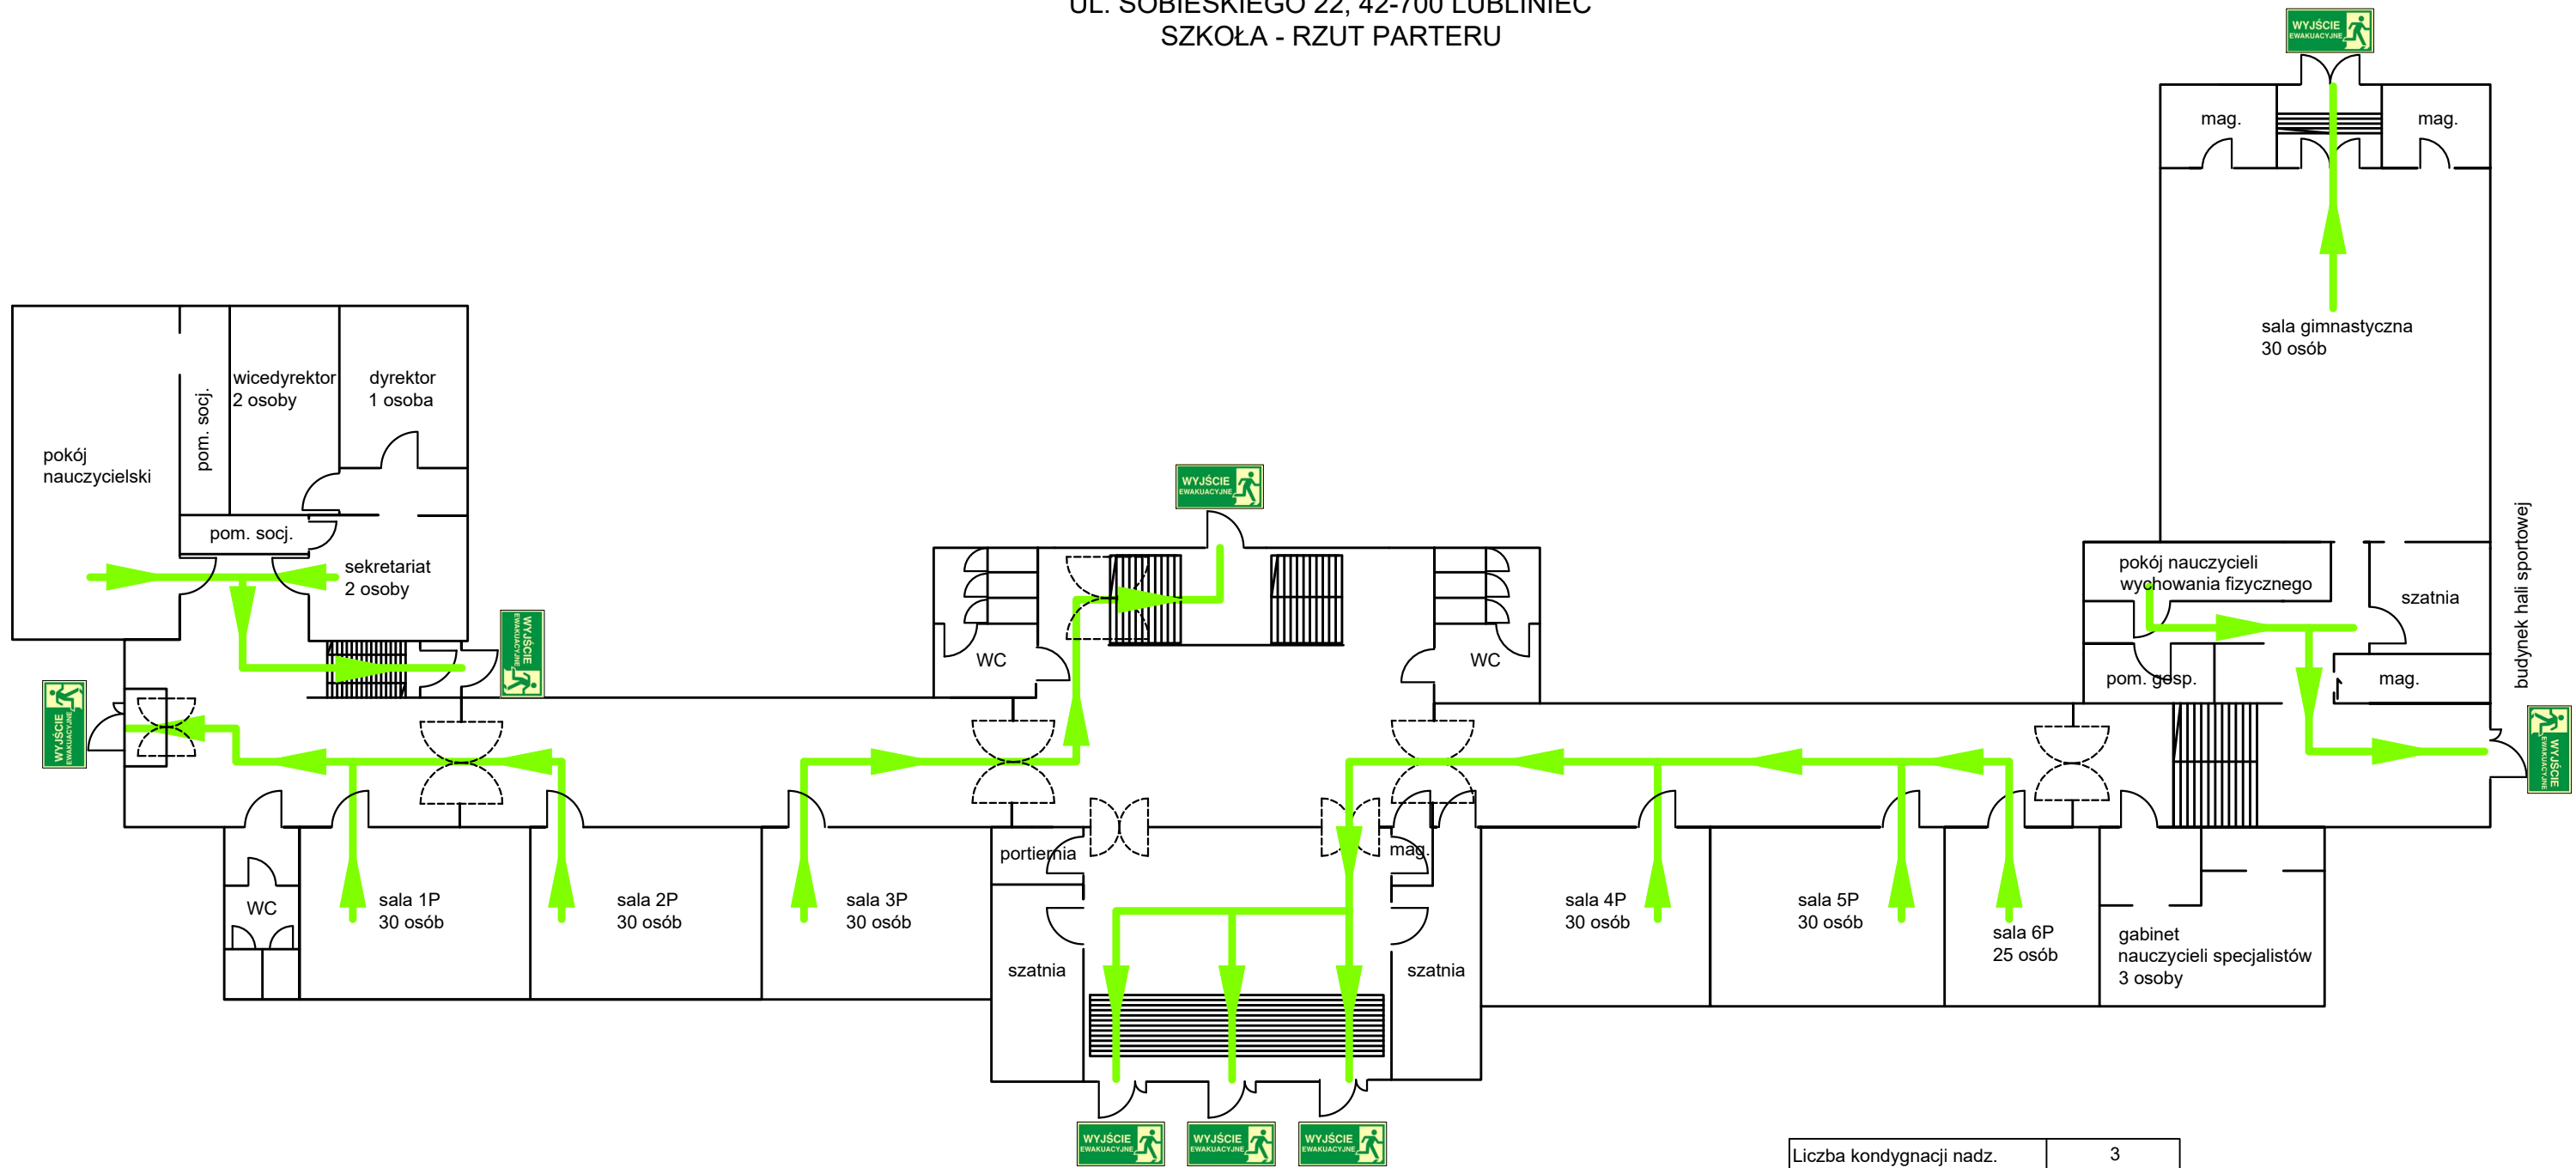 UL. SOBIESKIEGO 22, 42-700 LUBLINIEC
SZKOŁA - RZUT PARTERU
WYJŚCIE
EWAKUACYJNE
mag.
mag.
sala gimnastyczna
30 osób
wicedyrektor
2 osoby
dyrektor
1 osoba
pom. socj.
pokój
nauczycielski
pom. socj.
sekretariat
2 osoby
WYJŚCIE
EWAKUACYJNE
WYJŚCIE
EWAKUACYJNE
WYJŚCIE
EWAKUACYJNE
WC
WC
pokój nauczycieli
wychowania fizycznego
szatnia
budynek hali sportowej
pom. gosp.
mag.
WYJŚCIE
EWAKUACYJNE
portiernia
mag.
WC
sala 1P
30 osób
sala 2P
30 osób
sala 3P
30 osób
szatnia
szatnia
sala 4P
30 osób
sala 5P
30 osób
sala 6P
25 osób
gabinet
nauczycieli specjalistów
3 osoby
WYJŚCIE
EWAKUACYJNE
WYJŚCIE
EWAKUACYJNE
WYJŚCIE
EWAKUACYJNE
Liczba kondygnacji nadz. 3